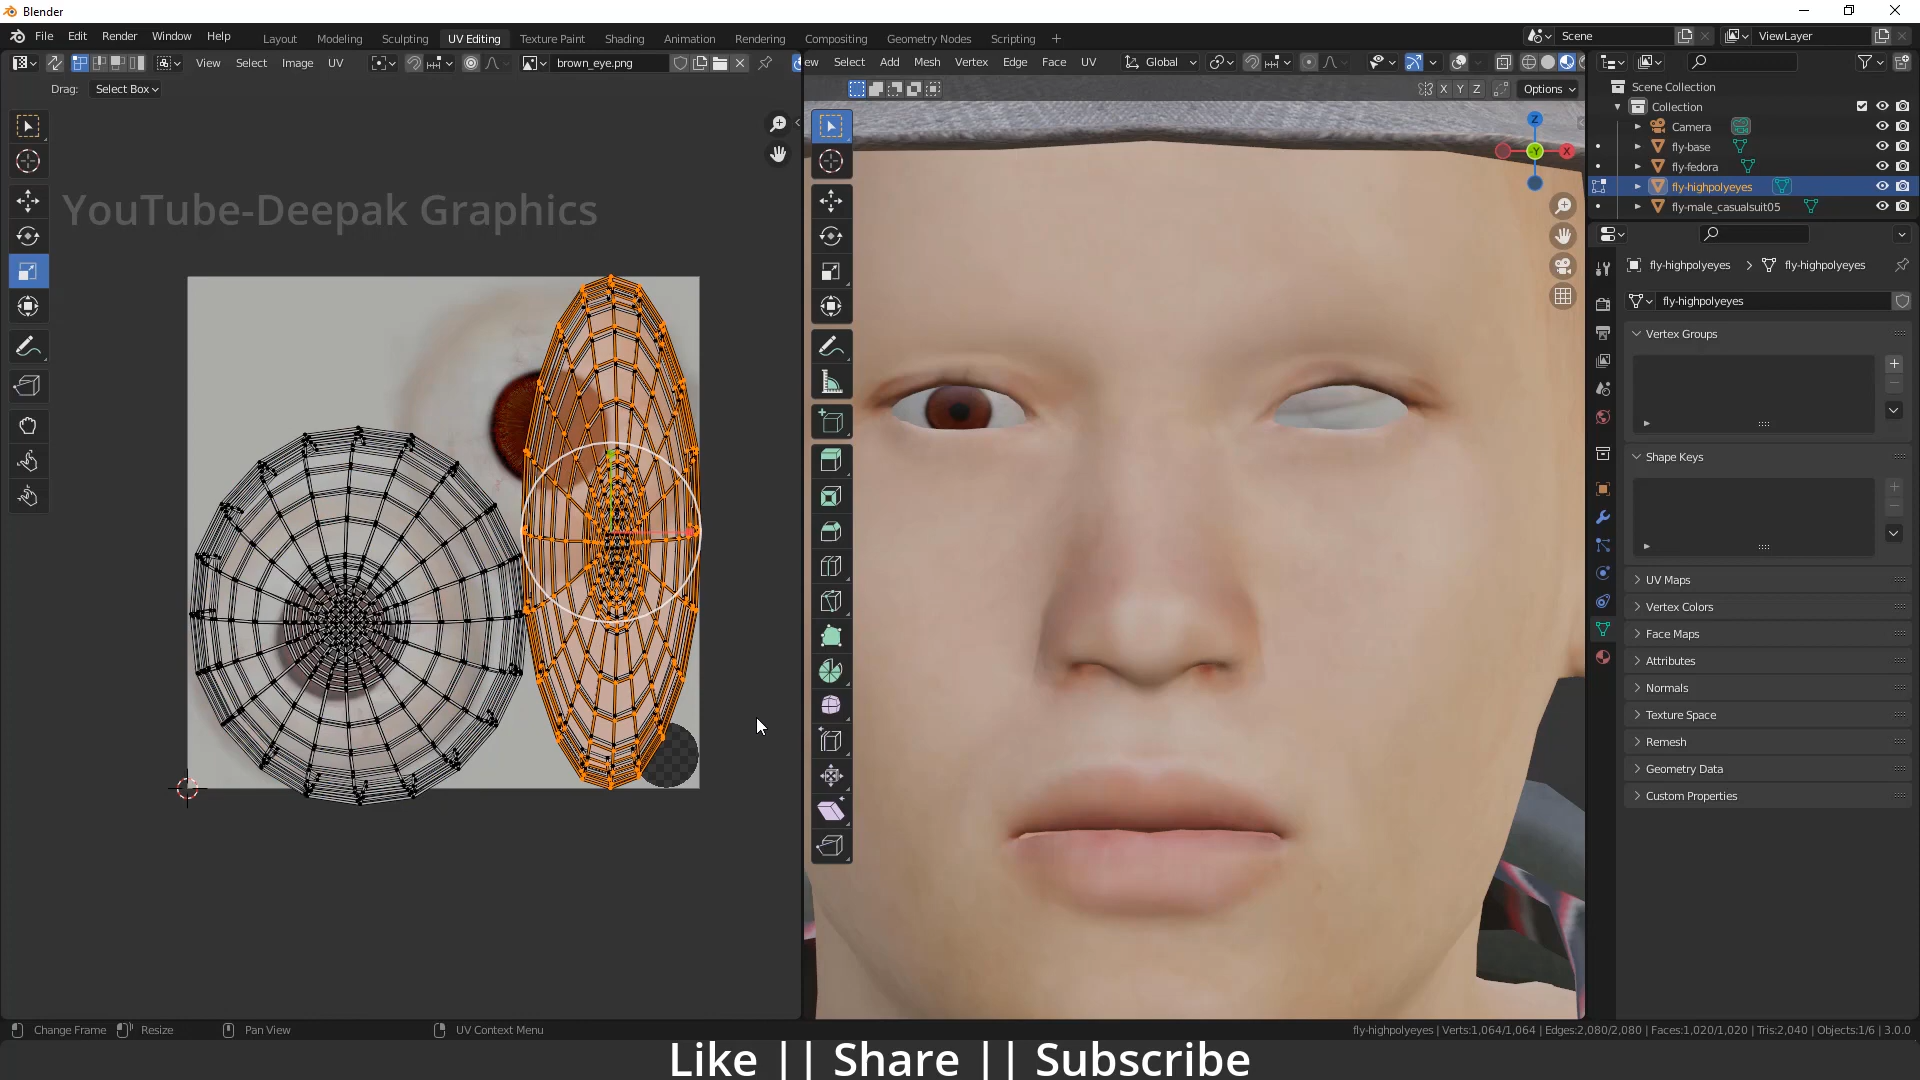 Blender
File Edit Render Window Help
Layout Modeling Sculpting UV Editing Texture Paint Shading Animation Rendering Compositing Geometry Nodes Scripting +
Scene ViewLayer
View Select Image UV brown_eye.png
ew Select Add Mesh Vertex Edge Face UV Global
Drag: Select Box
X Y Z Options
Scene Collection
Collection
Camera
fly-base
fly-fedora
fly-highpolyeyes
fly-male_casualsuit05
Z
-Y
X
YouTube-Deepak Graphics
fly-highpolyeyes > fly-highpolyeyes
fly-highpolyeyes
Vertex Groups
Shape Keys
UV Maps
Vertex Colors
Face Maps
Attributes
Normals
Texture Space
Remesh
Geometry Data
Custom Properties
Change Frame Resize Pan View UV Context Menu
fly-highpolyeyes | Verts:1,064/1,064 | Edges:2,080/2,080 | Faces:1,020/1,020 | Tris:2,040 | Objects:1/6 | 3.0.0
Like || Share || Subscribe